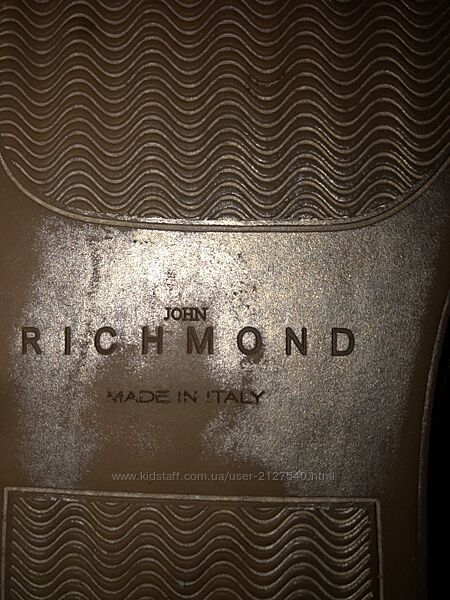 JOHN
RICHMOND
MADE IN ITALY
www.kidstaff.com.ua/user-2127540.html